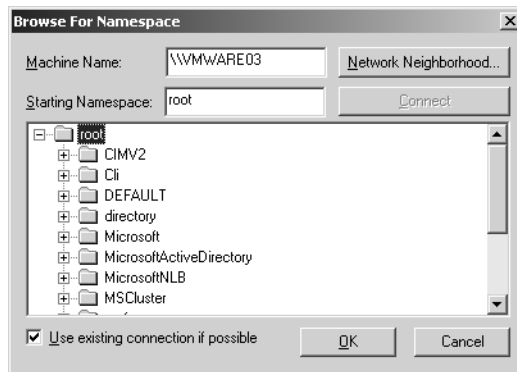 Browse For Namespace
Machine Name: \\VMWARE03 Network Neighborhood...
Starting Namespace: root Connect
root
CIMV2
Cli
DEFAULT
directory
Microsoft
MicrosoftActiveDirectory
MicrosoftNLB
MSCluster
Use existing connection if possible OK Cancel